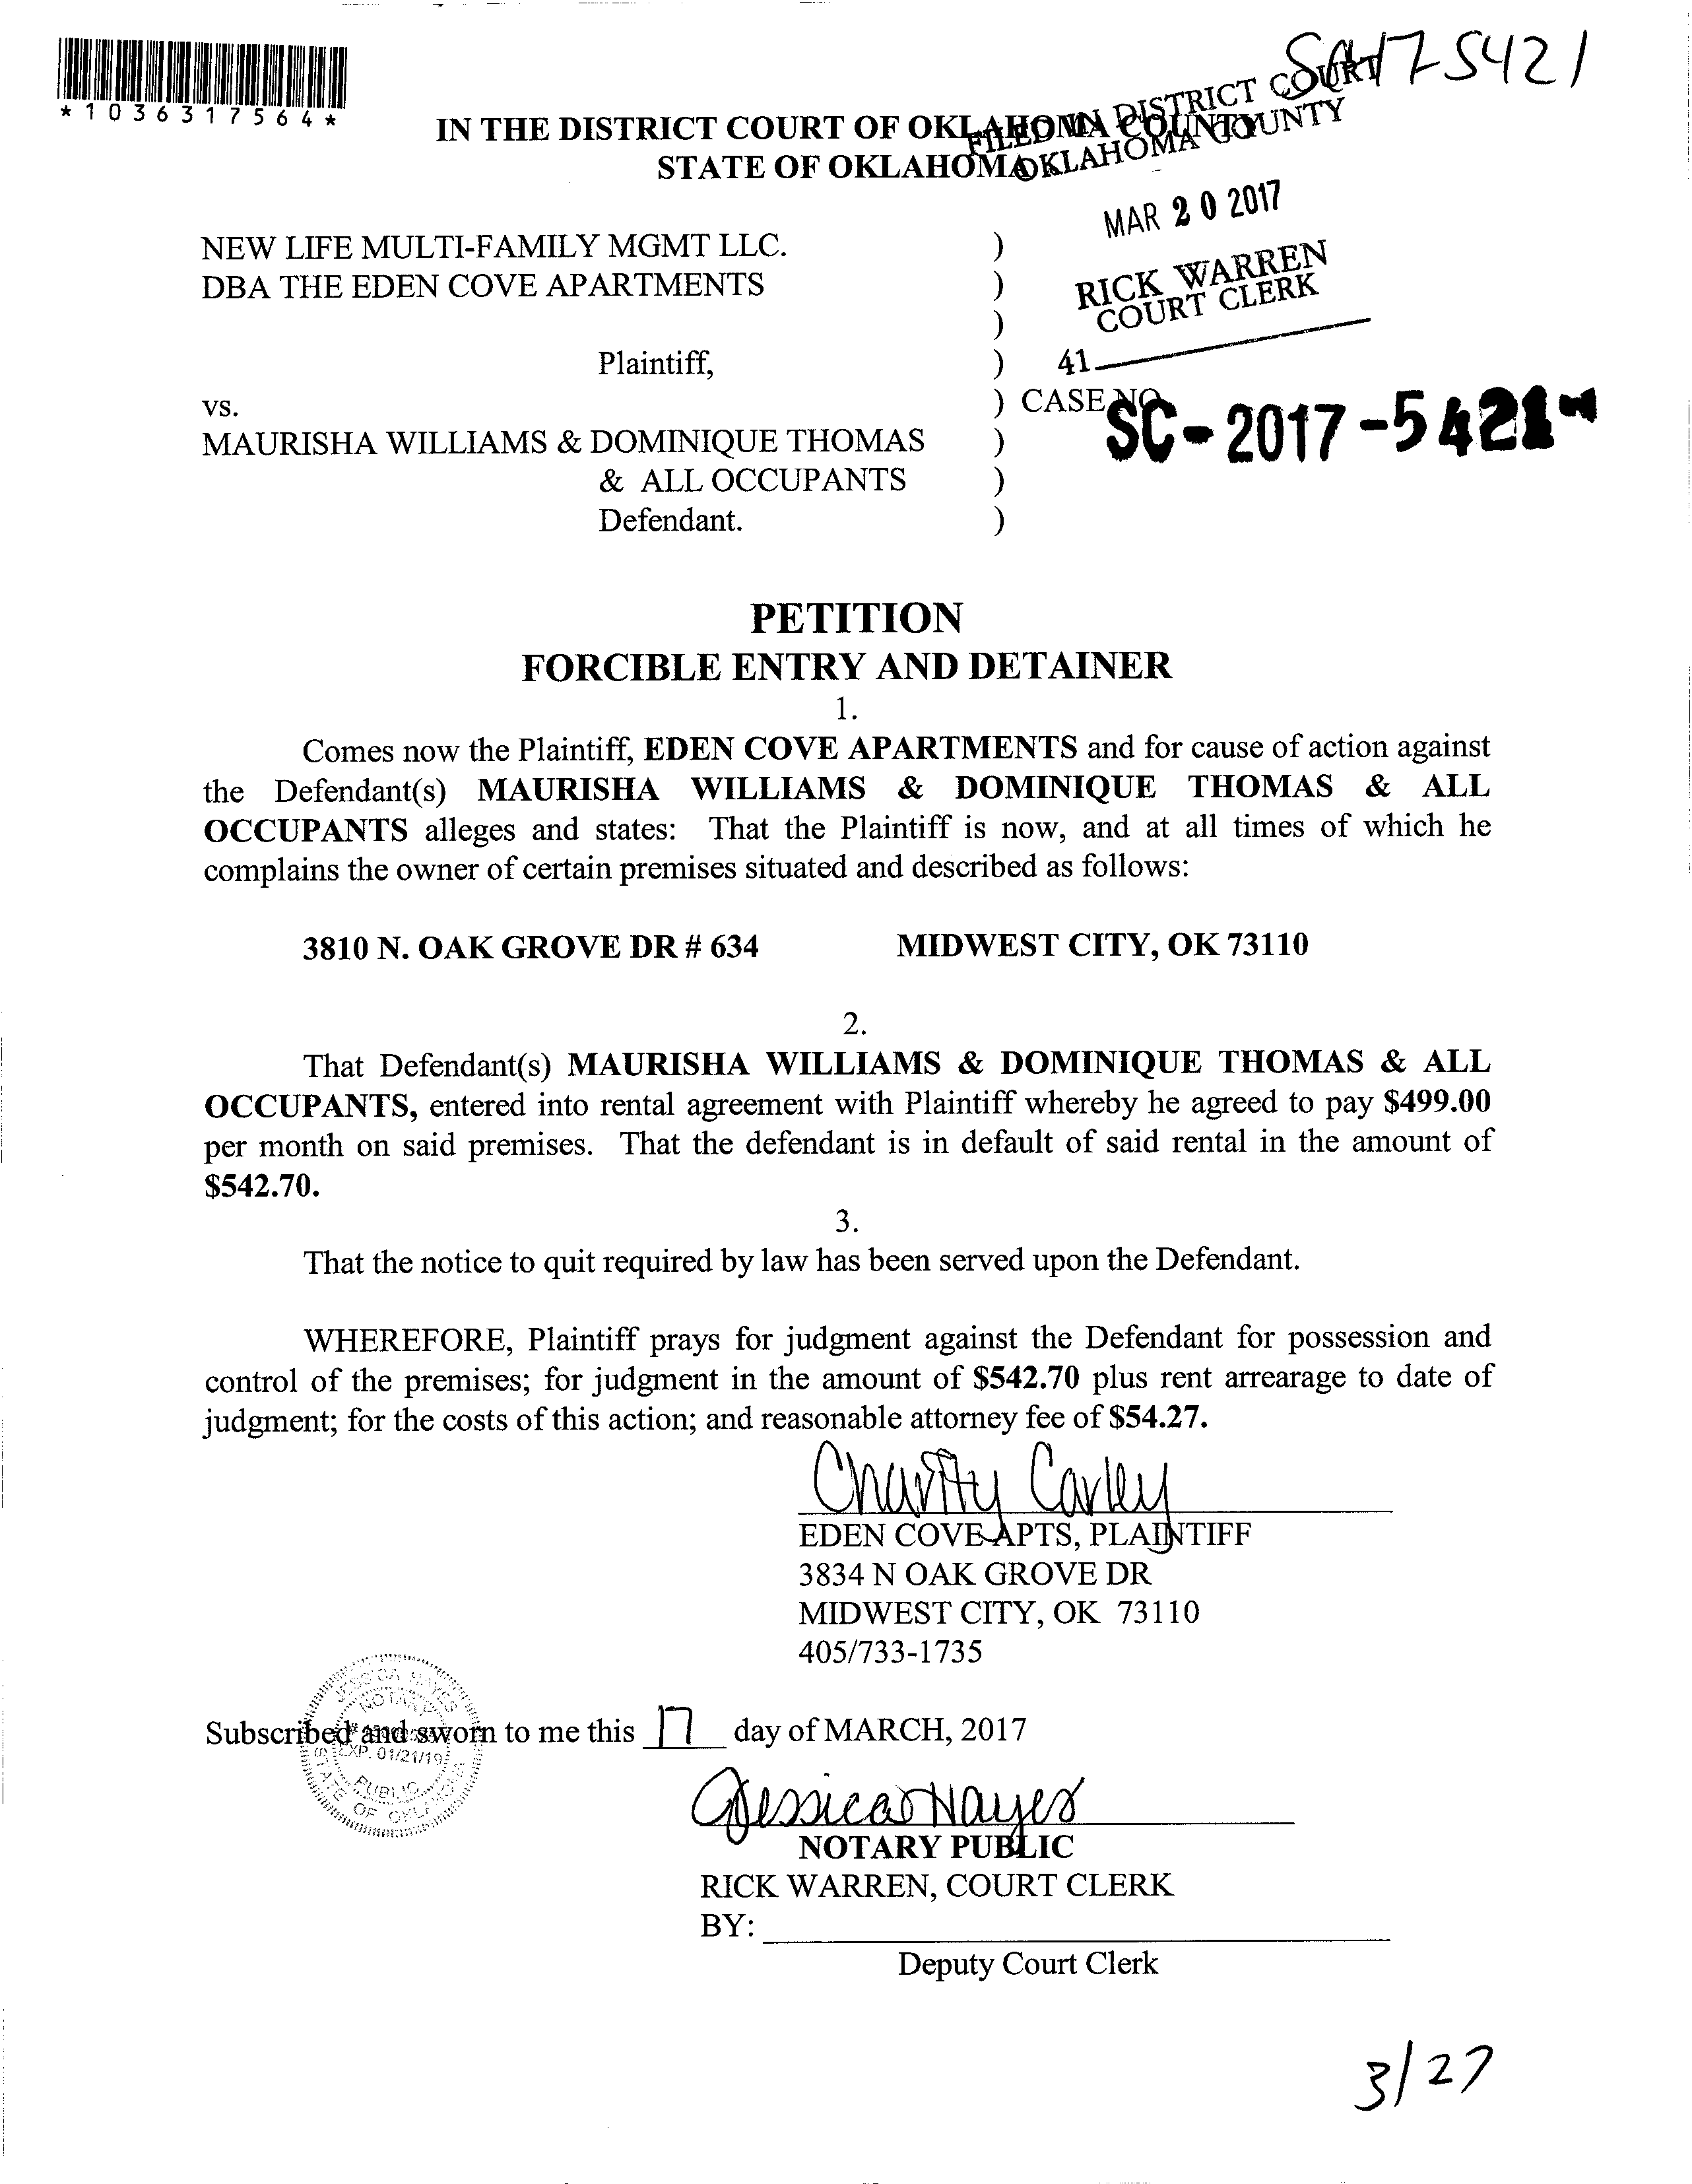 *1036317564*
5421
IN THE DISTRICT COURT OF OKLAHOMA COUNTY
STATE OF OKLAHOMA
FILED IN DISTRICT COURT
OKLAHOMA COUNTY
MAR 20 2017
RICK WARREN
COURT CLERK
41
NEW LIFE MULTI-FAMILY MGMT LLC. )
DBA THE EDEN COVE APARTMENTS )
)
Plaintiff, )
vs. ) CASE NO.
SC-2017-5421
MAURISHA WILLIAMS & DOMINIQUE THOMAS )
& ALL OCCUPANTS )
Defendant. )
PETITION
FORCIBLE ENTRY AND DETAINER
1.
Comes now the Plaintiff, EDEN COVE APARTMENTS and for cause of action against
the Defendant(s) MAURISHA WILLIAMS & DOMINIQUE THOMAS & ALL
OCCUPANTS alleges and states: That the Plaintiff is now, and at all times of which he
complains the owner of certain premises situated and described as follows:
3810 N. OAK GROVE DR # 634 MIDWEST CITY, OK 73110
2.
That Defendant(s) MAURISHA WILLIAMS & DOMINIQUE THOMAS & ALL
OCCUPANTS, entered into rental agreement with Plaintiff whereby he agreed to pay $499.00
per month on said premises. That the defendant is in default of said rental in the amount of
$542.70.
3.
That the notice to quit required by law has been served upon the Defendant.
WHEREFORE, Plaintiff prays for judgment against the Defendant for possession and
control of the premises; for judgment in the amount of $542.70 plus rent arrearage to date of
judgment; for the costs of this action; and reasonable attorney fee of $54.27.
Charity Carley
EDEN COVE APTS, PLAINTIFF
3834 N OAK GROVE DR
MIDWEST CITY, OK 73110
405/733-1735
JESSICA HAYES
NOTARY
EXP. 01/21/19
PUBLIC
STATE OF OKLAHOMA
Subscribed and sworn to me this 17 day of MARCH, 2017
Jessica Hayes
NOTARY PUBLIC
RICK WARREN, COURT CLERK
BY:
Deputy Court Clerk
3/27